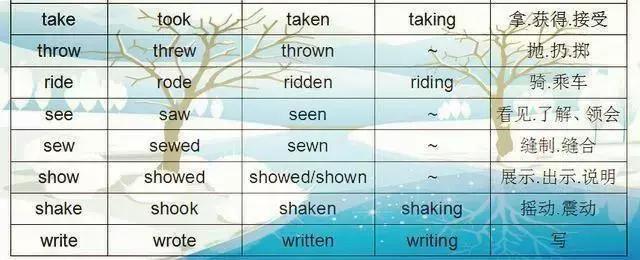 take took taken taking 拿.获得.接受
throw threw thrown ~ 抛.扔.掷
ride rode ridden riding 骑.乘车
see saw seen ~ 看见.了解、领会
sew sewed sewn ~ 缝制.缝合
show showed showed/shown ~ 展示.出示.说明
shake shook shaken shaking 摇动.震动
write wrote written writing 写